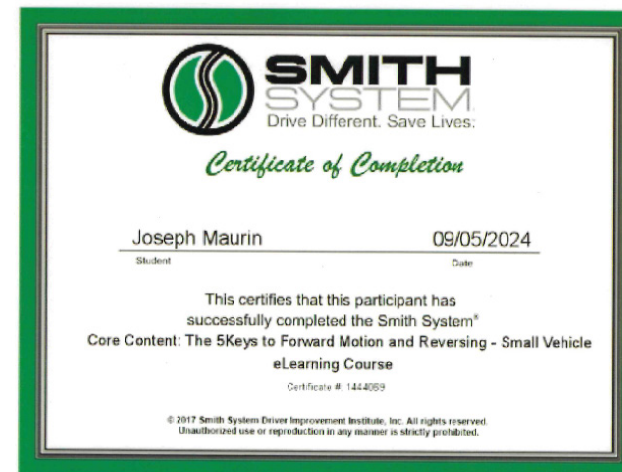 SMITH
SYSTEM
Drive Different. Save Lives.
Certificate of Completion
Joseph Maurin 09/05/2024
Student Date
This certifies that this participant has
successfully completed the Smith System®
Core Content: The 5Keys to Forward Motion and Reversing - Small Vehicle
eLearning Course
Certificate #: 1444069
© 2017 Smith System Driver Improvement Institute, Inc. All rights reserved.
Unauthorized use or reproduction in any manner is strictly prohibited.